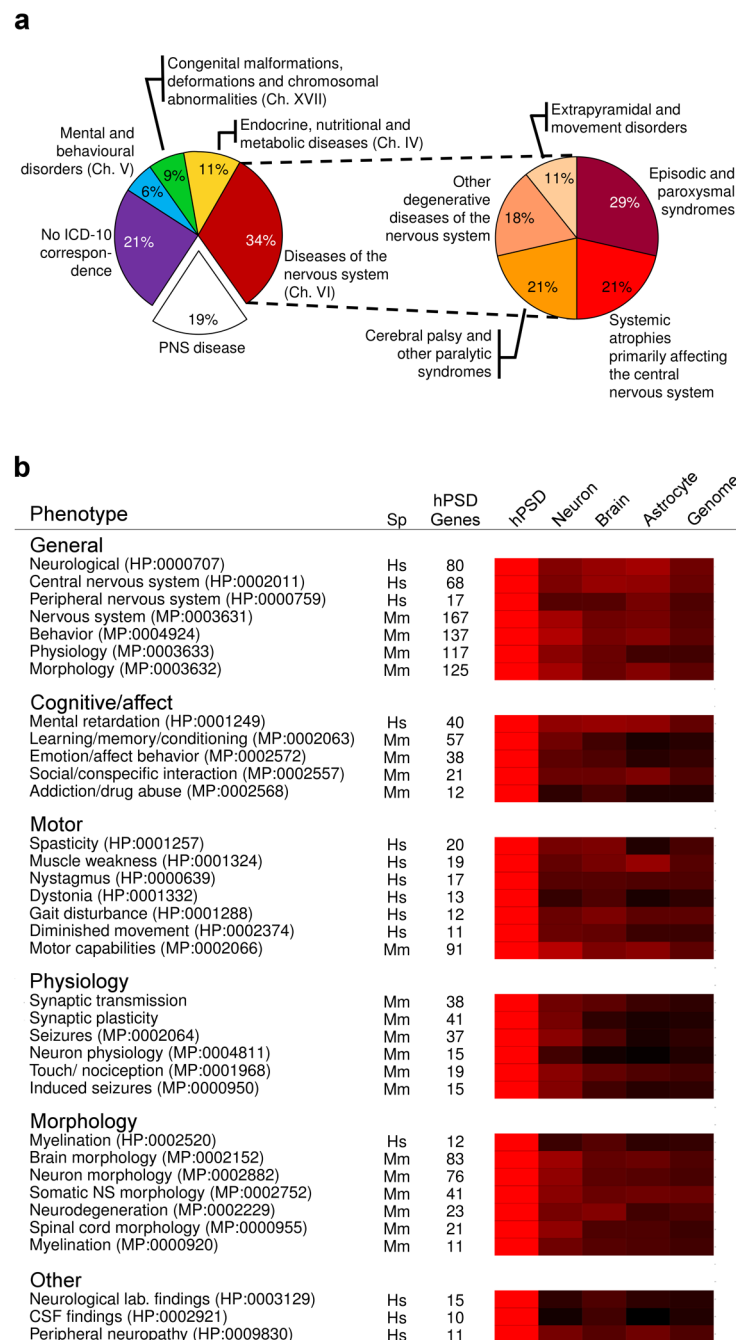 a
Congenital malformations,
deformations and chromosomal
abnormalities (Ch. XVII)
Endocrine, nutritional and
metabolic diseases (Ch. IV)
Mental and
behavioural
disorders (Ch. V)
No ICD-10
correspon-
dence
11%
9%
6%
21%
34%
19%
Diseases of the
nervous system
(Ch. VI)
PNS disease
Extrapyramidal and
movement disorders
Episodic and
paroxysmal
syndromes
Other
degenerative
diseases of the
nervous system
11%
29%
18%
21%
21%
Cerebral palsy and
other paralytic
syndromes
Systemic
atrophies
primarily affecting
the central
nervous system
b
Phenotype Sp hPSD Genes hPSD Neuron Brain Astrocyte Genome
General
Neurological (HP:0000707) Hs 80
Central nervous system (HP:0002011) Hs 68
Peripheral nervous system (HP:0000759) Hs 17
Nervous system (MP:0003631) Mm 167
Behavior (MP:0004924) Mm 137
Physiology (MP:0003633) Mm 117
Morphology (MP:0003632) Mm 125
Cognitive/affect
Mental retardation (HP:0001249) Hs 40
Learning/memory/conditioning (MP:0002063) Mm 57
Emotion/affect behavior (MP:0002572) Mm 38
Social/conspecific interaction (MP:0002557) Mm 21
Addiction/drug abuse (MP:0002568) Mm 12
Motor
Spasticity (HP:0001257) Hs 20
Muscle weakness (HP:0001324) Hs 19
Nystagmus (HP:0000639) Hs 17
Dystonia (HP:0001332) Hs 13
Gait disturbance (HP:0001288) Hs 12
Diminished movement (HP:0002374) Hs 11
Motor capabilities (MP:0002066) Mm 91
Physiology
Synaptic transmission Mm 38
Synaptic plasticity Mm 41
Seizures (MP:0002064) Mm 37
Neuron physiology (MP:0004811) Mm 15
Touch/ nociception (MP:0001968) Mm 19
Induced seizures (MP:0000950) Mm 15
Morphology
Myelination (HP:0002520) Hs 12
Brain morphology (MP:0002152) Mm 83
Neuron morphology (MP:0002882) Mm 76
Somatic NS morphology (MP:0002752) Mm 41
Neurodegeneration (MP:0002229) Mm 23
Spinal cord morphology (MP:0000955) Mm 21
Myelination (MP:0000920) Mm 11
Other
Neurological lab. findings (HP:0003129) Hs 15
CSF findings (HP:0002921) Hs 10
Peripheral neuropathy (HP:0009830) Hs 11